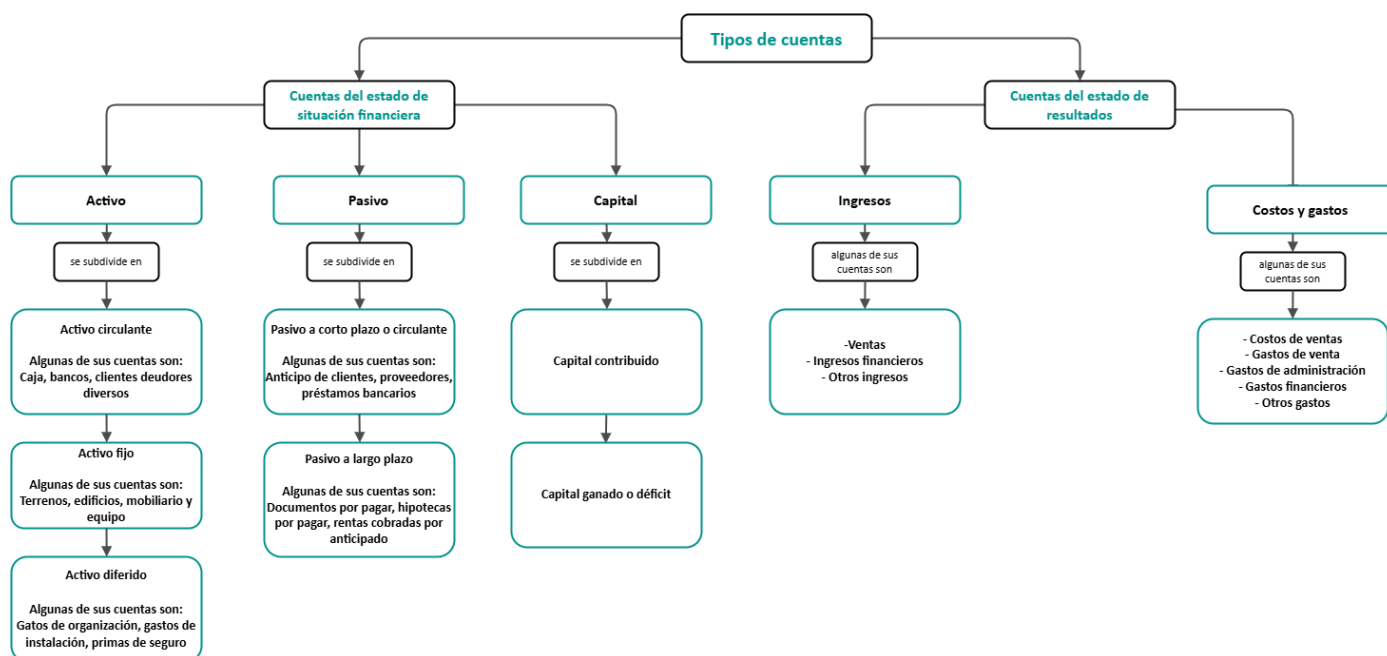 Tipos de cuentas
Cuentas del estado de
situación financiera
Cuentas del estado de
resultados
Activo
Pasivo
Capital
Ingresos
Costos y gastos
se subdivide en
se subdivide en
se subdivide en
algunas de sus
cuentas son
algunas de sus
cuentas son
Activo circulante
Algunas de sus cuentas son:
Caja, bancos, clientes deudores
diversos
Pasivo a corto plazo o circulante
Algunas de sus cuentas son:
Anticipo de clientes, proveedores,
préstamos bancarios
Capital contribuido
-Ventas
- Ingresos financieros
- Otros ingresos
- Costos de ventas
- Gastos de venta
- Gastos de administración
- Gastos financieros
- Otros gastos
Activo fijo
Algunas de sus cuentas son:
Terrenos, edificios, mobiliario y
equipo
Pasivo a largo plazo
Algunas de sus cuentas son:
Documentos por pagar, hipotecas
por pagar, rentas cobradas por
anticipado
Capital ganado o déficit
Activo diferido
Algunas de sus cuentas son:
Gatos de organización, gastos de
instalación, primas de seguro